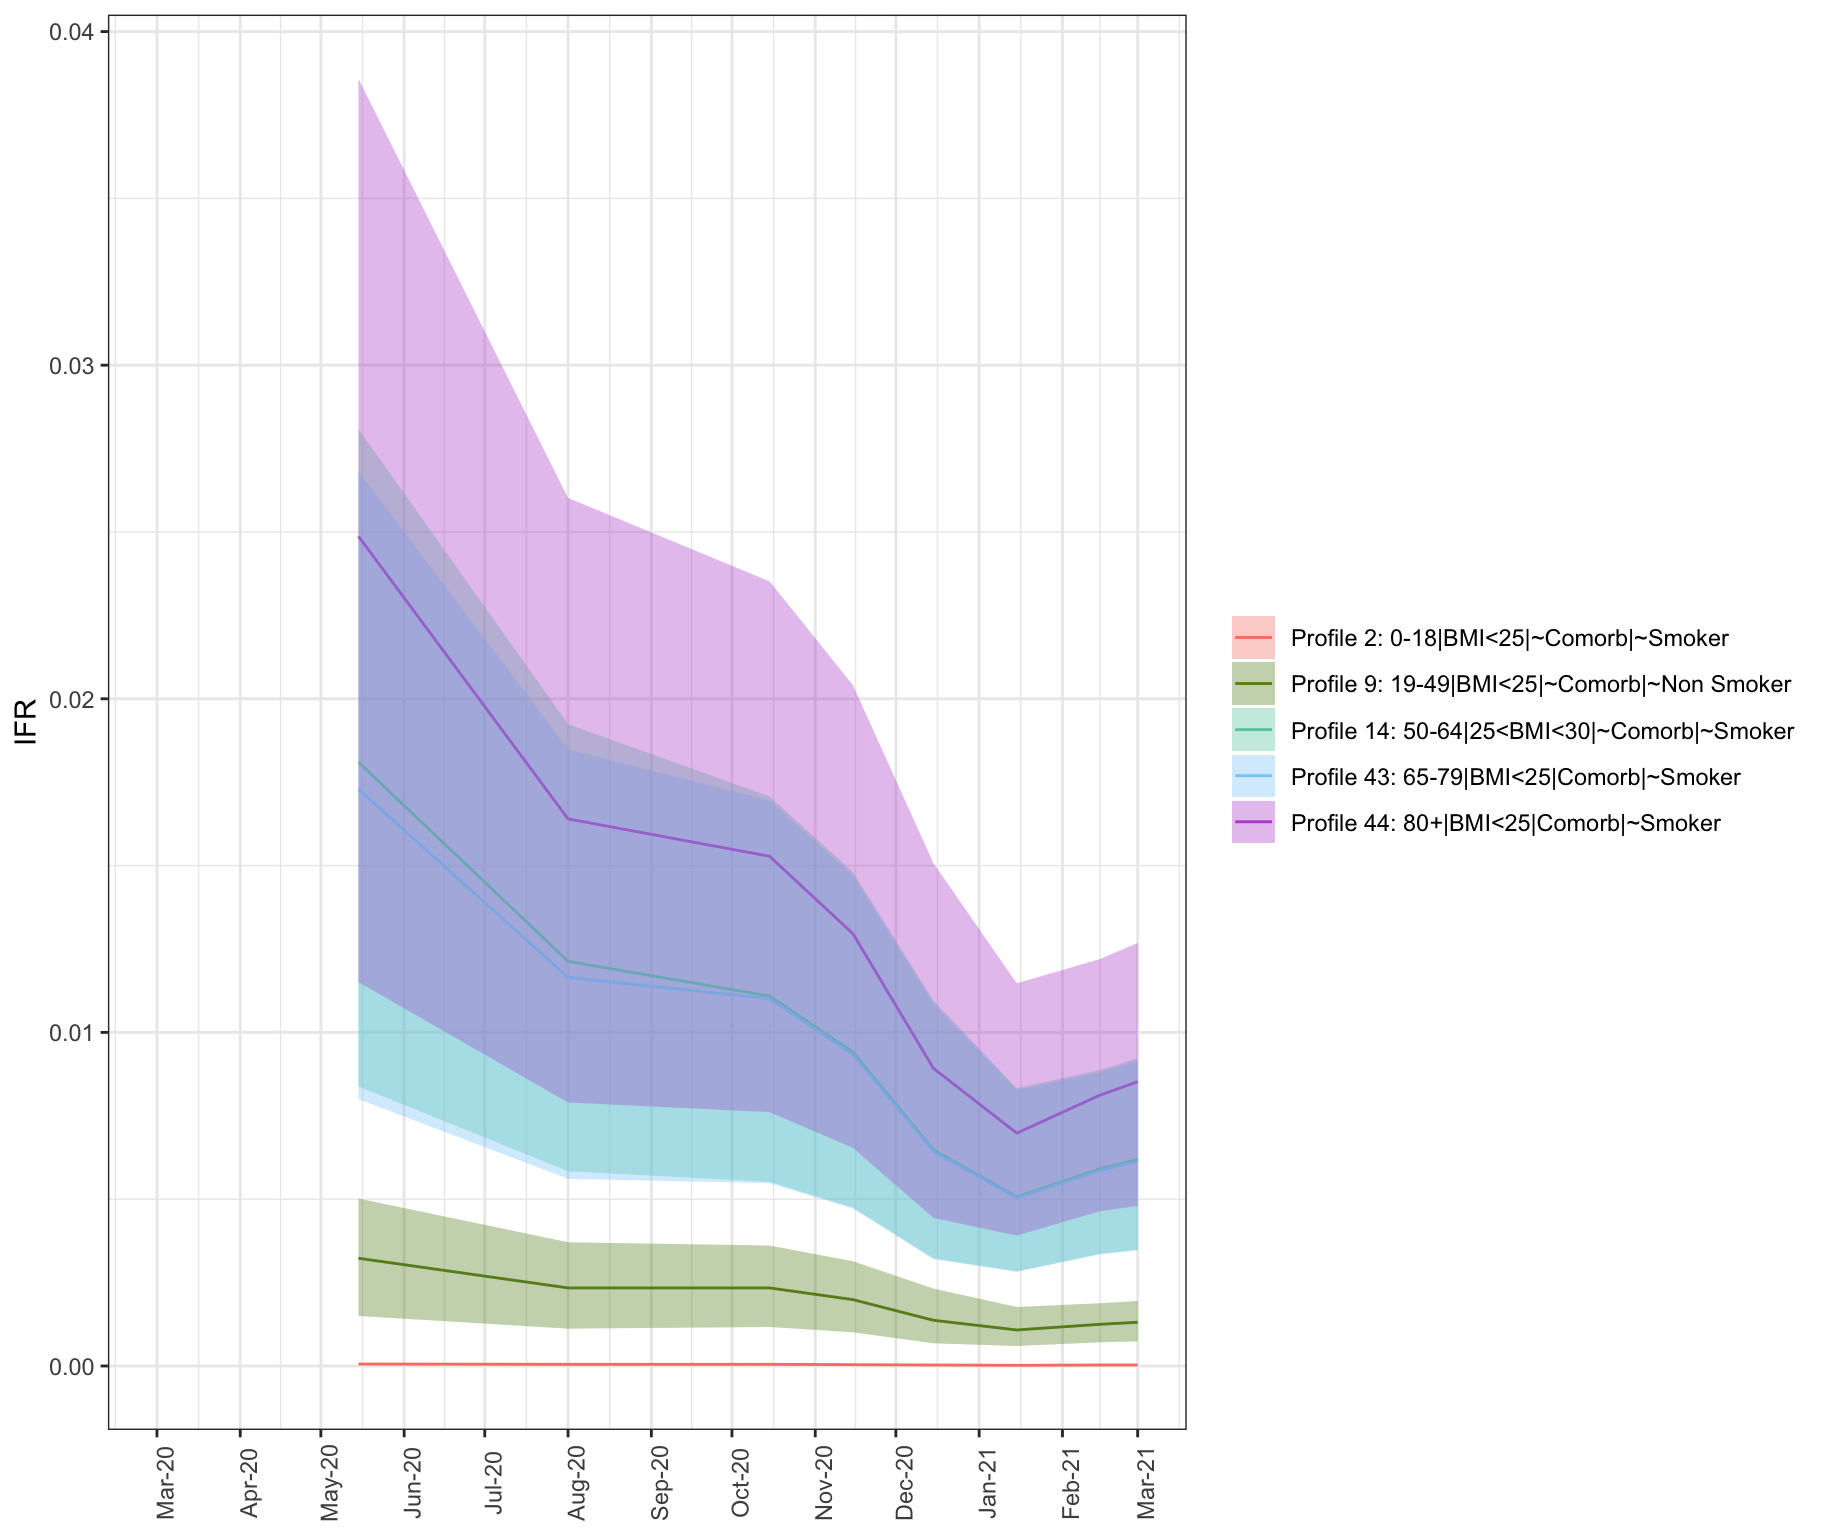 0.04
0.03
0.02
0.01
0.00
IFR
Mar-20
Apr-20
May-20
Jun-20
Jul-20
Aug-20
Sep-20
Oct-20
Nov-20
Dec-20
Jan-21
Feb-21
Mar-21
Profile 2: 0-18|BMI<25|~Comorb|~Smoker
Profile 9: 19-49|BMI<25|~Comorb|~Non Smoker
Profile 14: 50-64|25<BMI<30|~Comorb|~Smoker
Profile 43: 65-79|BMI<25|Comorb|~Smoker
Profile 44: 80+|BMI<25|Comorb|~Smoker